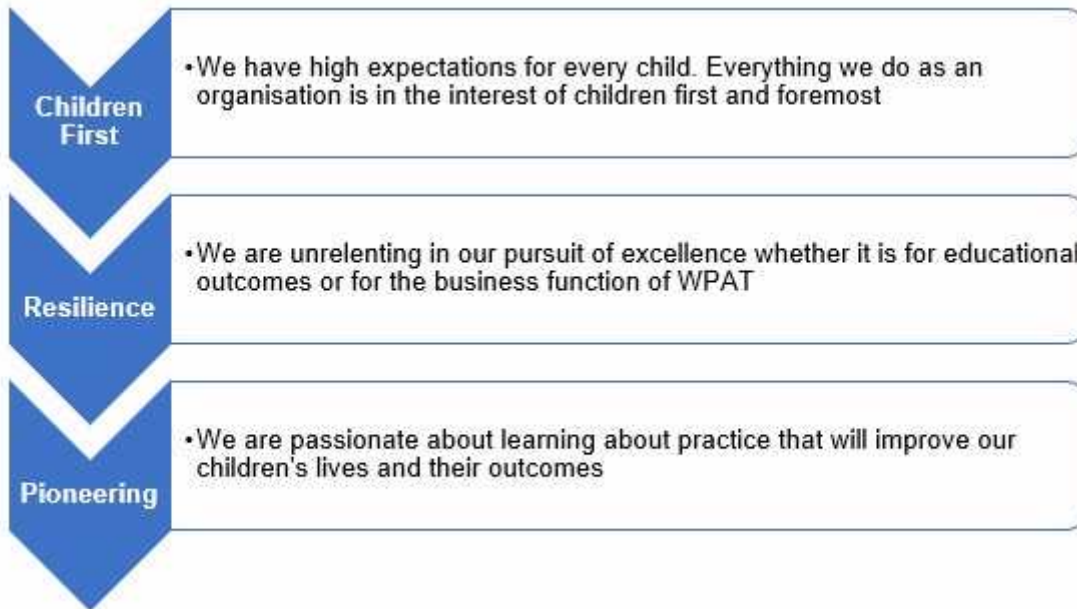 Children
First
•We have high expectations for every child. Everything we do as an
organisation is in the interest of children first and foremost
Resilience
•We are unrelenting in our pursuit of excellence whether it is for educational
outcomes or for the business function of WPAT
Pioneering
•We are passionate about learning about practice that will improve our
children's lives and their outcomes